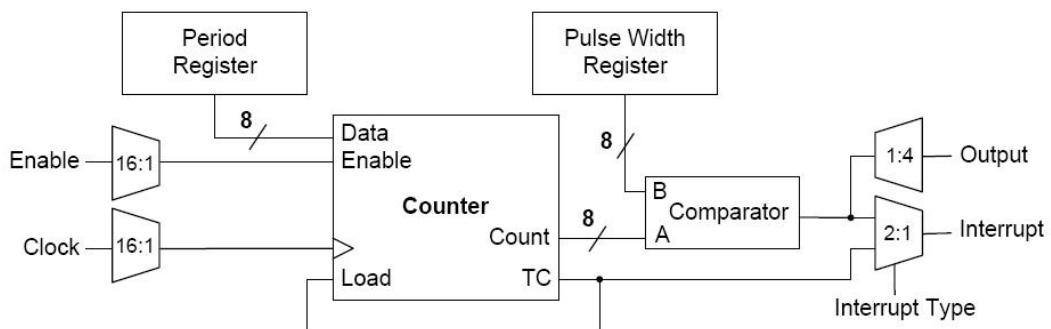 Period
Register
Pulse Width
Register
8
Data
Enable
16:1
Enable
8
1:4
Output
B
Comparator
A
Counter
8
Count
Clock
16:1
2:1
Interrupt
Load
TC
Interrupt Type